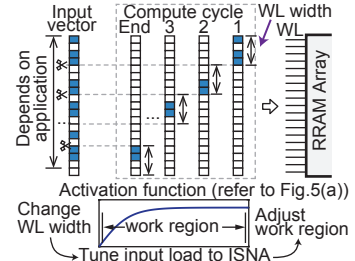 Input vector
Compute cycle
End 3 2 1
WL width
WL
Depends on application
...
...
RRAM Array
Activation function (refer to Fig.5(a))
Change WL width
work region
Adjust work region
Tune input load to ISNA